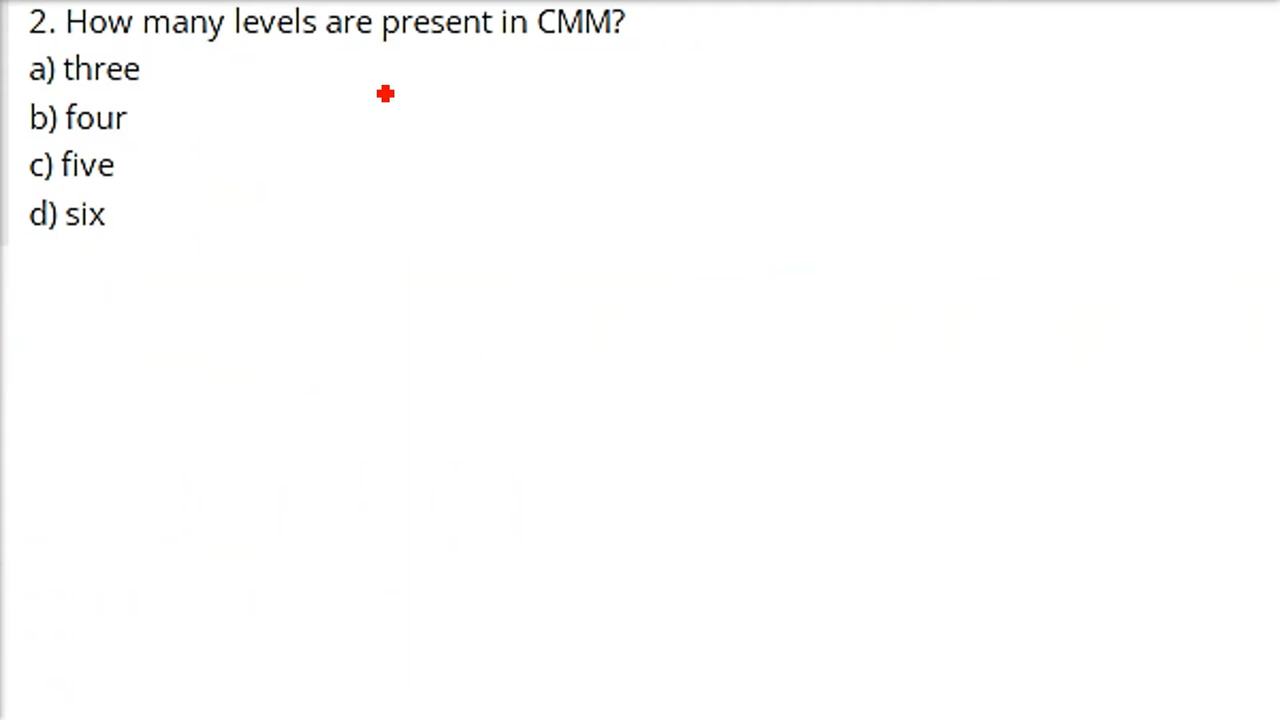 2. How many levels are present in CMM?
a) three
b) four
c) five
d) six